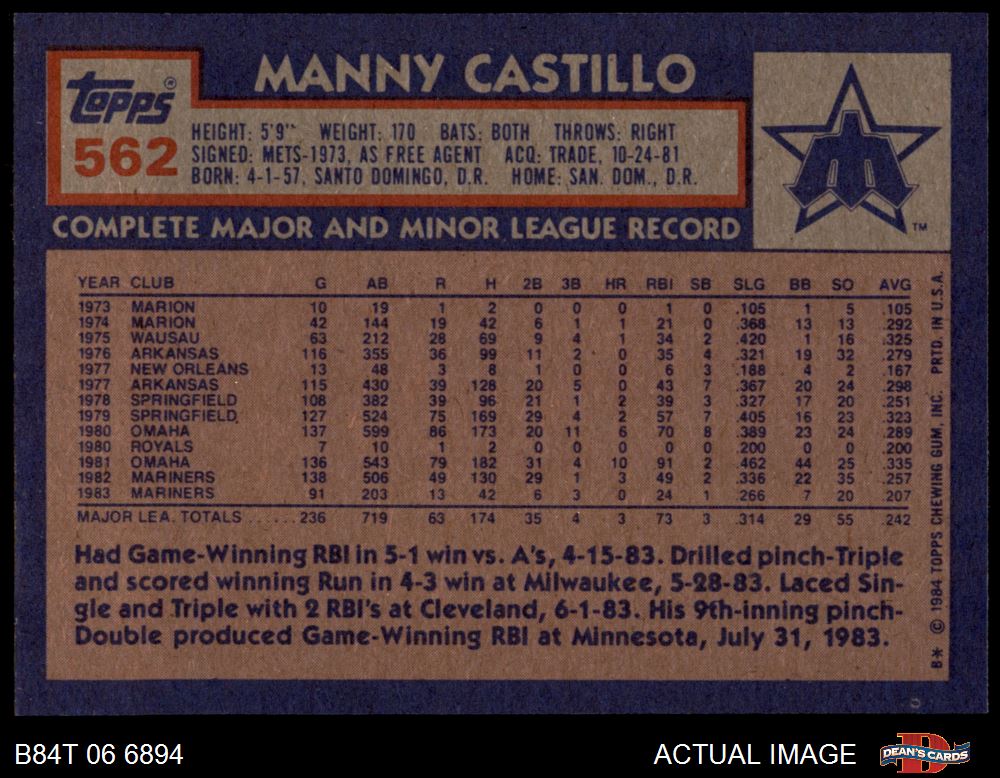 MANNY CASTILLO
Topps®
562
HEIGHT: 5'9" WEIGHT: 170 BATS: BOTH THROWS: RIGHT
SIGNED: METS-1973, AS FREE AGENT ACQ: TRADE, 10-24-81
BORN: 4-1-57, SANTO DOMINGO, D.R. HOME: SAN. DOM., D.R.
TM
COMPLETE MAJOR AND MINOR LEAGUE RECORD
YEAR CLUB G AB R H 2B 3B HR RBI SB SLG BB SO AVG
1973 MARION 10 19 1 2 0 0 0 1 0 .105 1 5 .105
1974 MARION 42 144 19 42 6 1 1 21 0 .368 13 13 .292
1975 WAUSAU 63 212 28 69 9 4 1 34 2 .420 1 16 .325
1976 ARKANSAS 116 355 36 99 11 2 0 35 4 .321 19 32 .279
1977 NEW ORLEANS 13 48 3 8 1 0 0 6 3 .188 4 2 .167
1977 ARKANSAS 115 430 39 128 20 5 0 43 7 .367 20 24 .298
1978 SPRINGFIELD 108 382 39 96 21 1 2 39 3 .327 17 20 .251
1979 SPRINGFIELD 127 524 75 169 29 4 2 57 7 .405 16 23 .323
1980 OMAHA 137 599 86 173 20 11 6 70 8 .389 23 24 .289
1980 ROYALS 7 10 1 2 0 0 0 0 0 .200 0 0 .200
1981 OMAHA 136 543 79 182 31 4 10 91 2 .462 44 25 .335
1982 MARINERS 138 506 49 130 29 1 3 49 2 .336 22 35 .257
1983 MARINERS 91 203 13 42 6 3 0 24 1 .266 7 20 .207
MAJOR LEA. TOTALS ......236 719 63 174 35 4 3 73 3 .314 29 55 .242
Had Game-Winning RBI in 5-1 win vs. A's, 4-15-83. Drilled pinch-Triple
and scored winning Run in 4-3 win at Milwaukee, 5-28-83. Laced Sin-
gle and Triple with 2 RBI's at Cleveland, 6-1-83. His 9th-inning pinch-
Double produced Game-Winning RBI at Minnesota, July 31, 1983.
B* © 1984 TOPPS CHEWING GUM, INC. PRTD. IN U.S.A.
B84T 06 6894
ACTUAL IMAGE
D
DEAN'S CARDS